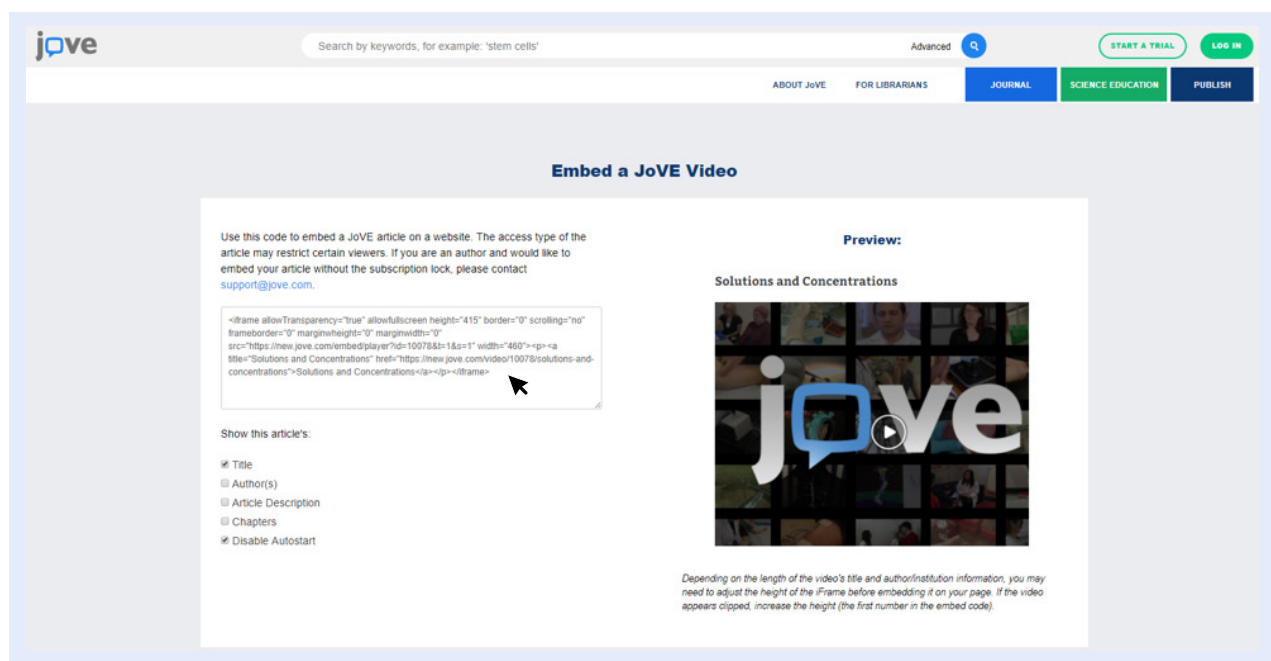 jove
Search by keywords, for example: 'stem cells'
Advanced
START A TRIAL
LOG IN
ABOUT JoVE
FOR LIBRARIANS
JOURNAL
SCIENCE EDUCATION
PUBLISH
Embed a JoVE Video
Use this code to embed a JoVE article on a website. The access type of the
article may restrict certain viewers. If you are an author and would like to
embed your article without the subscription lock, please contact
support@jove.com.
<iframe allowTransparency="true" allowfullscreen height="415" border="0" scrolling="no"
frameborder="0" marginwheight="0" marginwidth="0"
src="https://new.jove.com/embed/player?id=10078&t=1&s=1" width="460"><p><a
title="Solutions and Concentrations" href="https://new.jove.com/video/10078/solutions-and-
concentrations">Solutions and Concentrations</a></p></iframe>
Show this article's:
Title
Author(s)
Article Description
Chapters
Disable Autostart
Preview:
Solutions and Concentrations
jove
Depending on the length of the video's title and author/institution information, you may
need to adjust the height of the iFrame before embedding it on your page. If the video
appears clipped, increase the height (the first number in the embed code).